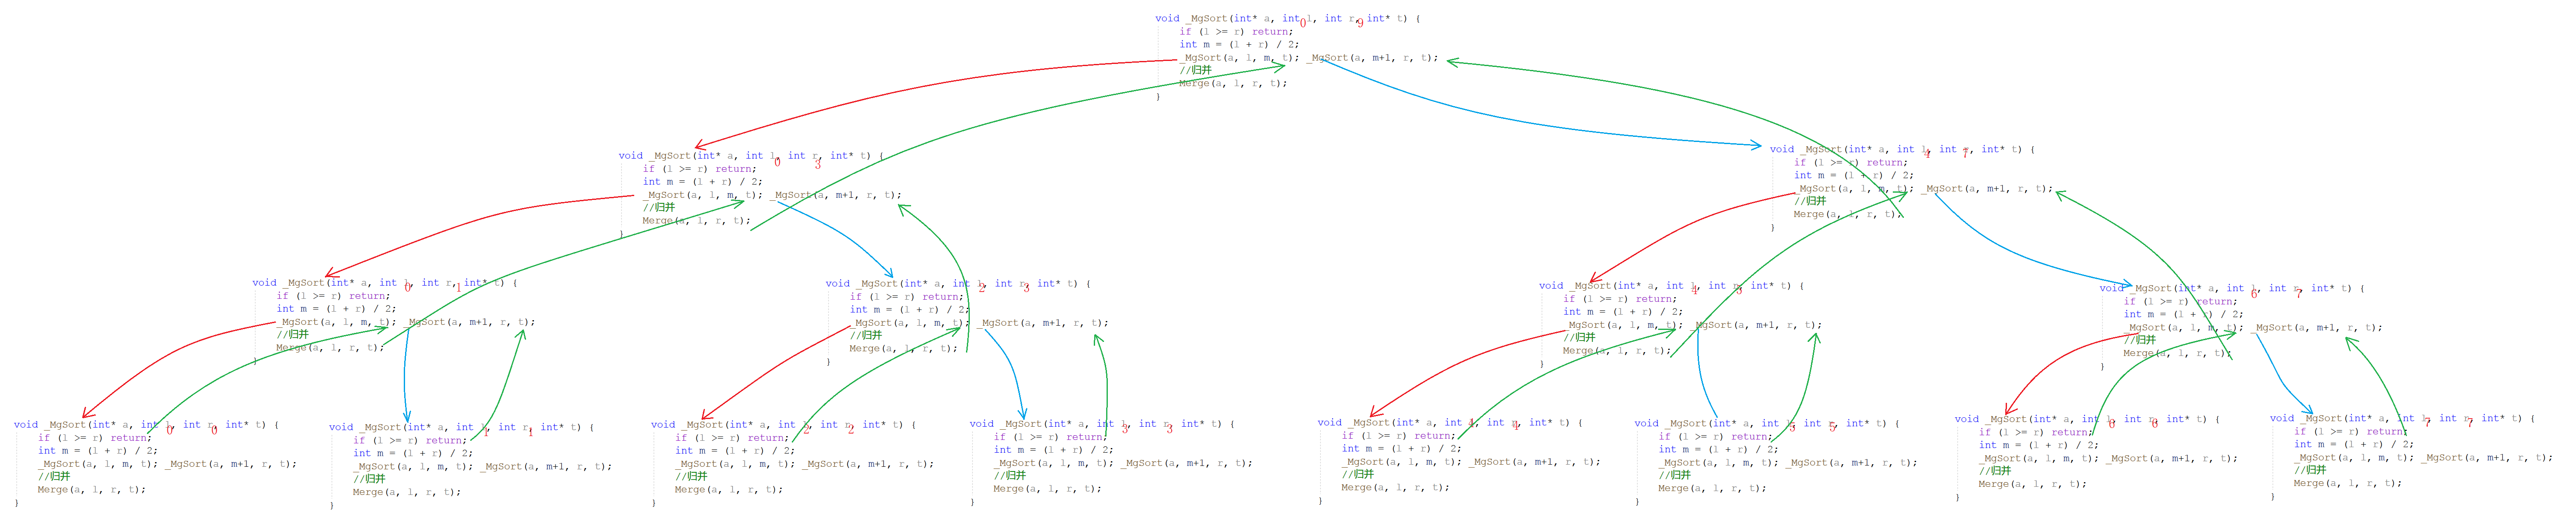 void _MgSort(int* a, int l, int r, int* t) {
0 9
if (l >= r) return;
int m = (l + r) / 2;
_MgSort(a, l, m, t); _MgSort(a, m+1, r, t);
//归并
Merge(a, l, r, t);
}
void _MgSort(int* a, int l, int r, int* t) {
0 3
if (l >= r) return;
int m = (l + r) / 2;
_MgSort(a, l, m, t); _MgSort(a, m+1, r, t);
//归并
Merge(a, l, r, t);
}
void _MgSort(int* a, int l, int r, int* t) {
4 7
if (l >= r) return;
int m = (l + r) / 2;
_MgSort(a, l, m, t); _MgSort(a, m+1, r, t);
//归并
Merge(a, l, r, t);
}
void _MgSort(int* a, int l, int r, int* t) {
0 1
if (l >= r) return;
int m = (l + r) / 2;
_MgSort(a, l, m, t); _MgSort(a, m+1, r, t);
//归并
Merge(a, l, r, t);
}
void _MgSort(int* a, int l, int r, int* t) {
2 3
if (l >= r) return;
int m = (l + r) / 2;
_MgSort(a, l, m, t); _MgSort(a, m+1, r, t);
//归并
Merge(a, l, r, t);
}
void _MgSort(int* a, int l, int r, int* t) {
4 5
if (l >= r) return;
int m = (l + r) / 2;
_MgSort(a, l, m, t); _MgSort(a, m+1, r, t);
//归并
Merge(a, l, r, t);
}
void _MgSort(int* a, int l, int r, int* t) {
6 7
if (l >= r) return;
int m = (l + r) / 2;
_MgSort(a, l, m, t); _MgSort(a, m+1, r, t);
//归并
Merge(a, l, r, t);
}
void _MgSort(int* a, int l, int r, int* t) {
0 0
if (l >= r) return;
int m = (l + r) / 2;
_MgSort(a, l, m, t); _MgSort(a, m+1, r, t);
//归并
Merge(a, l, r, t);
}
void _MgSort(int* a, int l, int r, int* t) {
1 1
if (l >= r) return;
int m = (l + r) / 2;
_MgSort(a, l, m, t); _MgSort(a, m+1, r, t);
//归并
Merge(a, l, r, t);
}
void _MgSort(int* a, int l, int r, int* t) {
2 2
if (l >= r) return;
int m = (l + r) / 2;
_MgSort(a, l, m, t); _MgSort(a, m+1, r, t);
//归并
Merge(a, l, r, t);
}
void _MgSort(int* a, int l, int r, int* t) {
3 3
if (l >= r) return;
int m = (l + r) / 2;
_MgSort(a, l, m, t); _MgSort(a, m+1, r, t);
//归并
Merge(a, l, r, t);
}
void _MgSort(int* a, int l, int r, int* t) {
4 4
if (l >= r) return;
int m = (l + r) / 2;
_MgSort(a, l, m, t); _MgSort(a, m+1, r, t);
//归并
Merge(a, l, r, t);
}
void _MgSort(int* a, int l, int r, int* t) {
5 5
if (l >= r) return;
int m = (l + r) / 2;
_MgSort(a, l, m, t); _MgSort(a, m+1, r, t);
//归并
Merge(a, l, r, t);
}
void _MgSort(int* a, int l, int r, int* t) {
6 6
if (l >= r) return;
int m = (l + r) / 2;
_MgSort(a, l, m, t); _MgSort(a, m+1, r, t);
//归并
Merge(a, l, r, t);
}
void _MgSort(int* a, int l, int r, int* t) {
7 7
if (l >= r) return;
int m = (l + r) / 2;
_MgSort(a, l, m, t); _MgSort(a, m+1, r, t);
//归并
Merge(a, l, r, t);
}